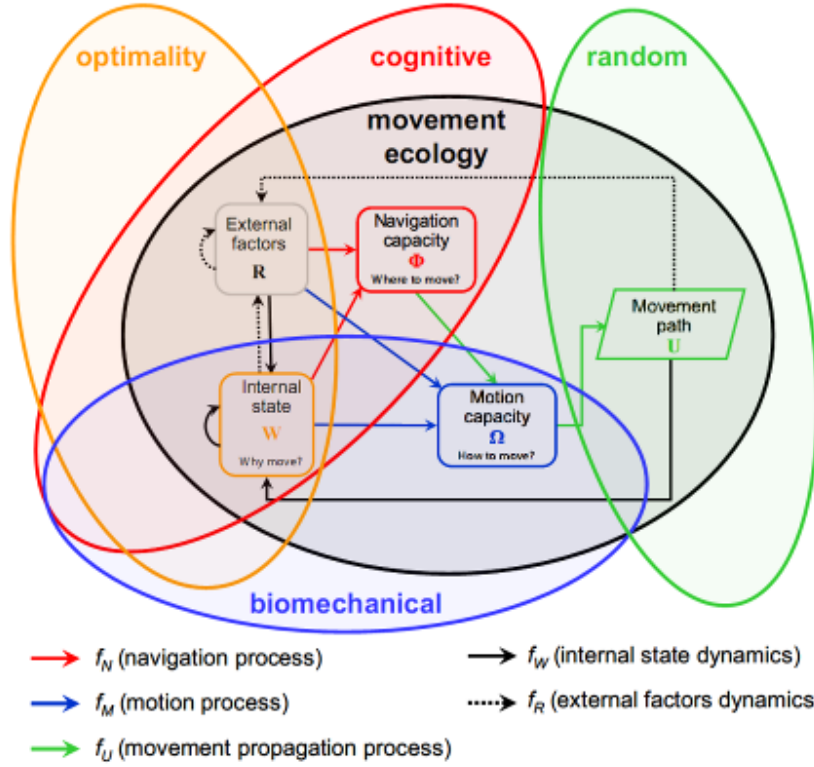 optimality
cognitive
random
movement
ecology
External
factors
R
Navigation
capacity
Φ
Where to move?
Movement
path
U
Internal
state
W
Why move?
Motion
capacity
Ω
How to move?
biomechanical
f_N (navigation process)
f_W (internal state dynamics)
f_M (motion process)
f_R (external factors dynamics
f_U (movement propagation process)